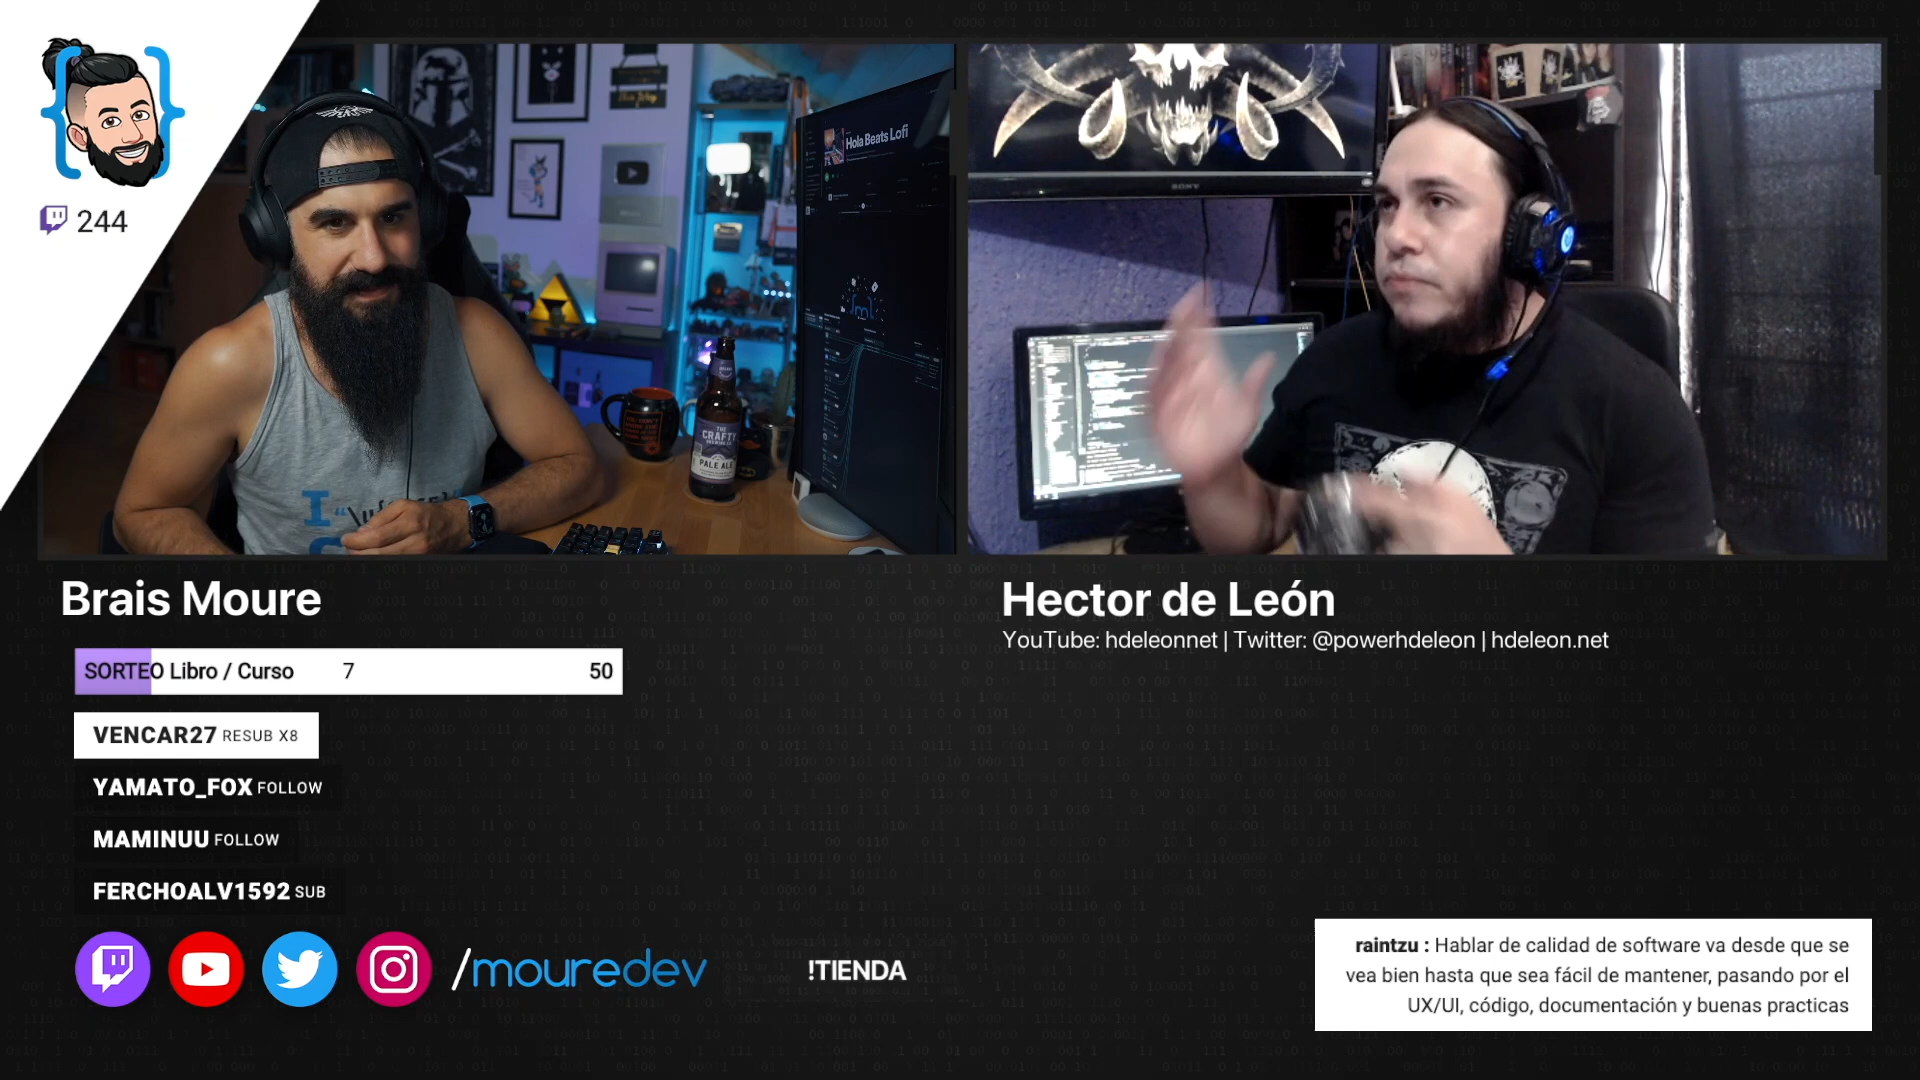 244
Hola Beats Lofi
SONY
THE
CRAFTY
PALE ALE
I "
Brais Moure
Hector de León
YouTube: hdeleonnet | Twitter: @powerhdeleon | hdeleon.net
SORTEO Libro / Curso 7 50
VENCAR27 RESUB X8
YAMATO_FOX FOLLOW
MAMINUU FOLLOW
FERCHOALV1592 SUB
/mouredev
!TIENDA
raintzu : Hablar de calidad de software va desde que se
vea bien hasta que sea fácil de mantener, pasando por el
UX/UI, código, documentación y buenas practicas